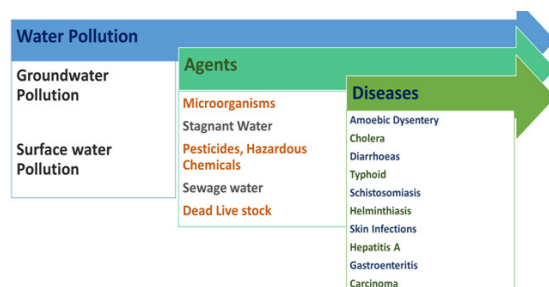 Water Pollution
Groundwater
Pollution
Surface water
Pollution
Agents
Microorganisms
Stagnant Water
Pesticides, Hazardous
Chemicals
Sewage water
Dead Live stock
Diseases
Amoebic Dysentery
Cholera
Diarrhoeas
Typhoid
Schistosomiasis
Helminthiasis
Skin Infections
Hepatitis A
Gastroenteritis
Carcinoma